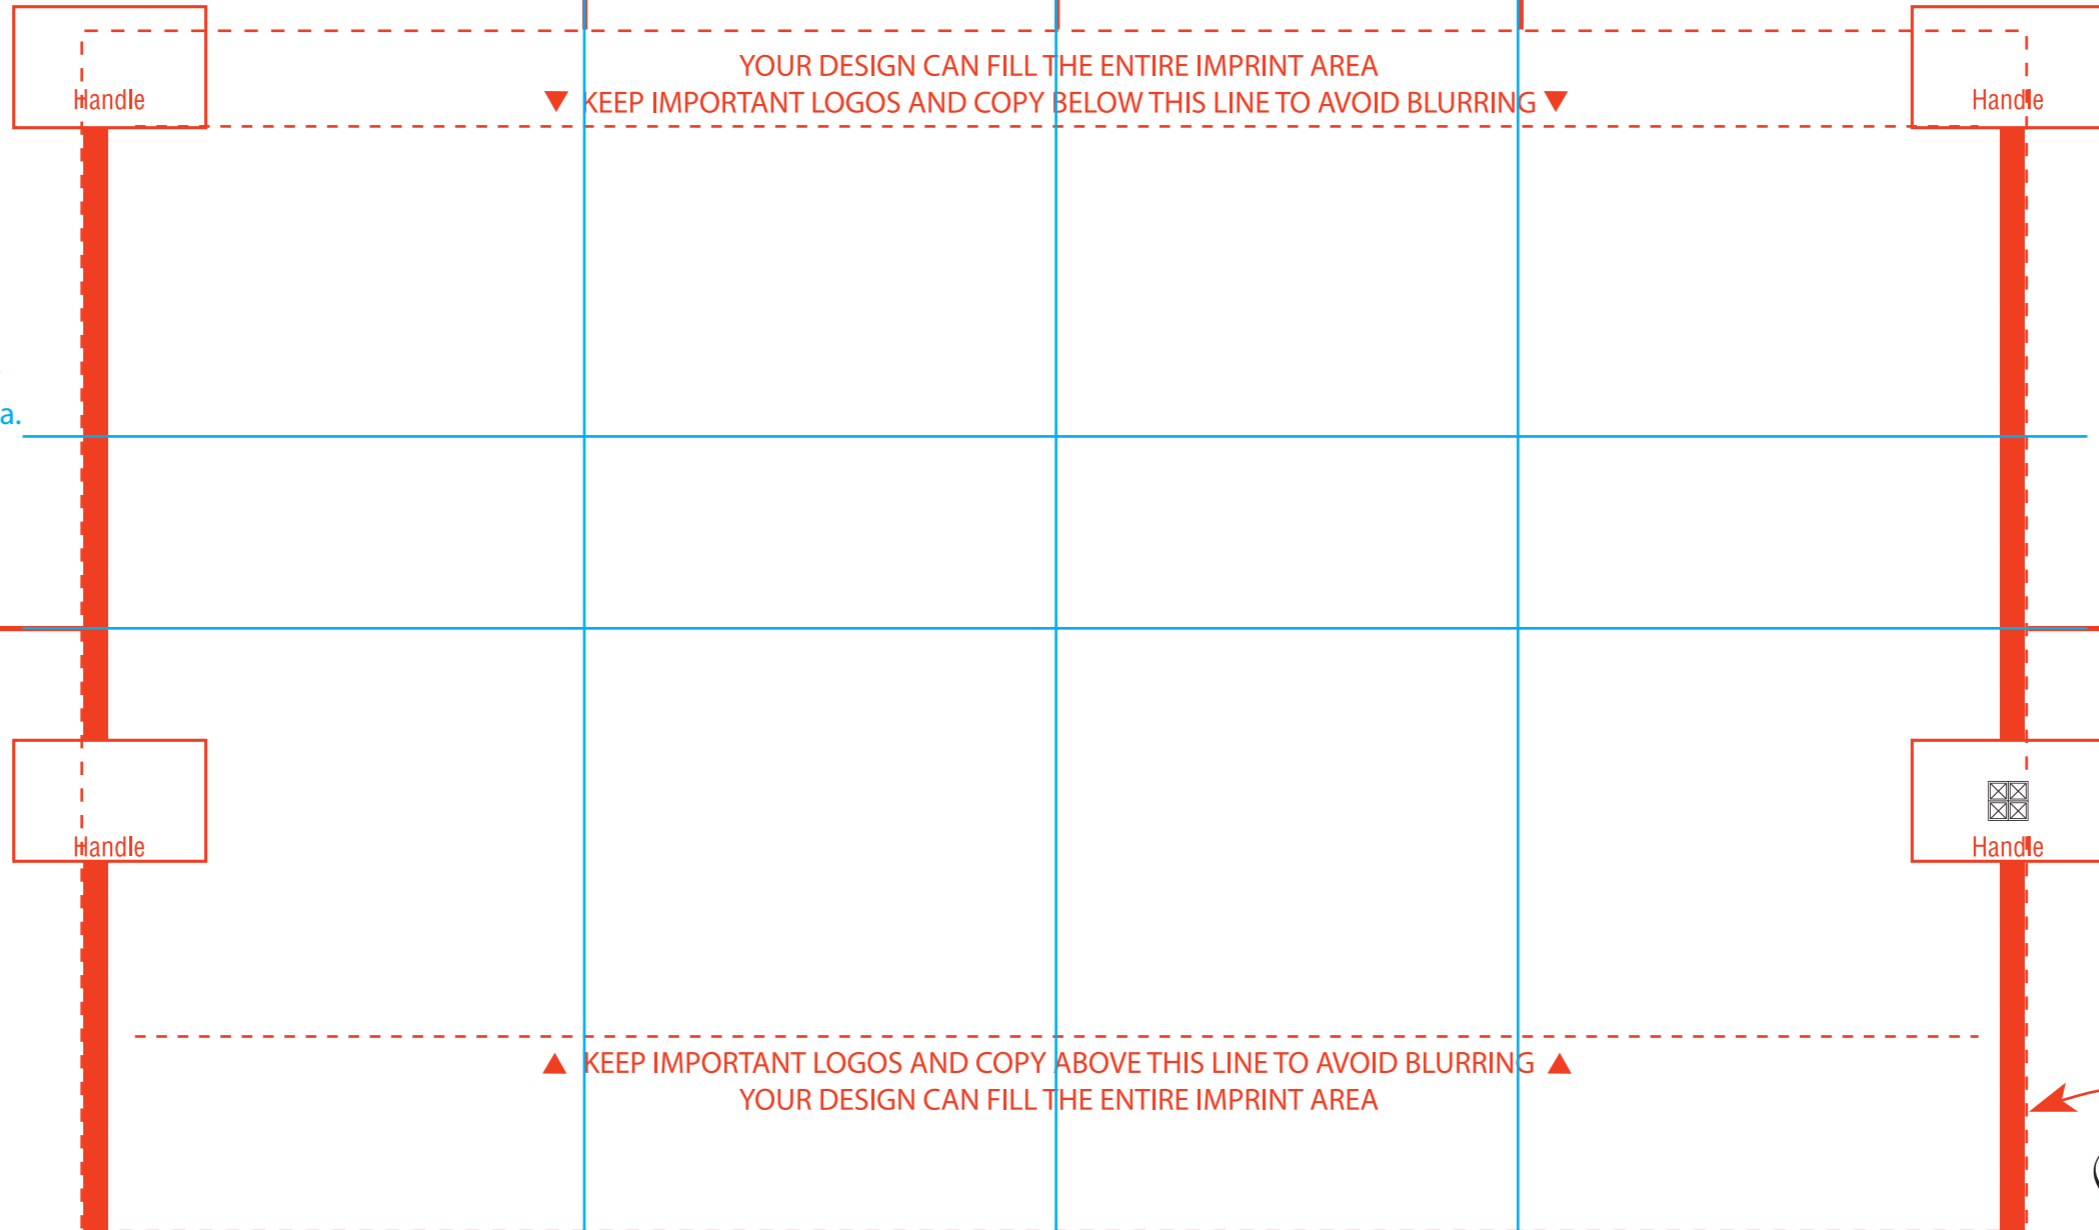 YOUR DESIGN CAN FILL THE ENTIRE IMPRINT AREA
▼ KEEP IMPORTANT LOGOS AND COPY BELOW THIS LINE TO AVOID BLURRING ▼
Handle
Handle
a.
Handle
Handle
▲ KEEP IMPORTANT LOGOS AND COPY ABOVE THIS LINE TO AVOID BLURRING ▲
YOUR DESIGN CAN FILL THE ENTIRE IMPRINT AREA